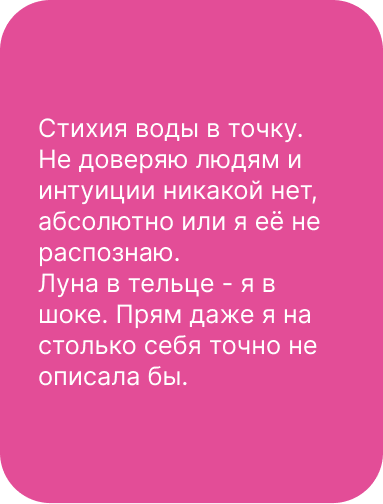 Стихия воды в точку.
Не доверяю людям и
интуиции никакой нет,
абсолютно или я её не
распознаю.
Луна в тельце - я в
шоке. Прям даже я на
столько себя точно не
описала бы.